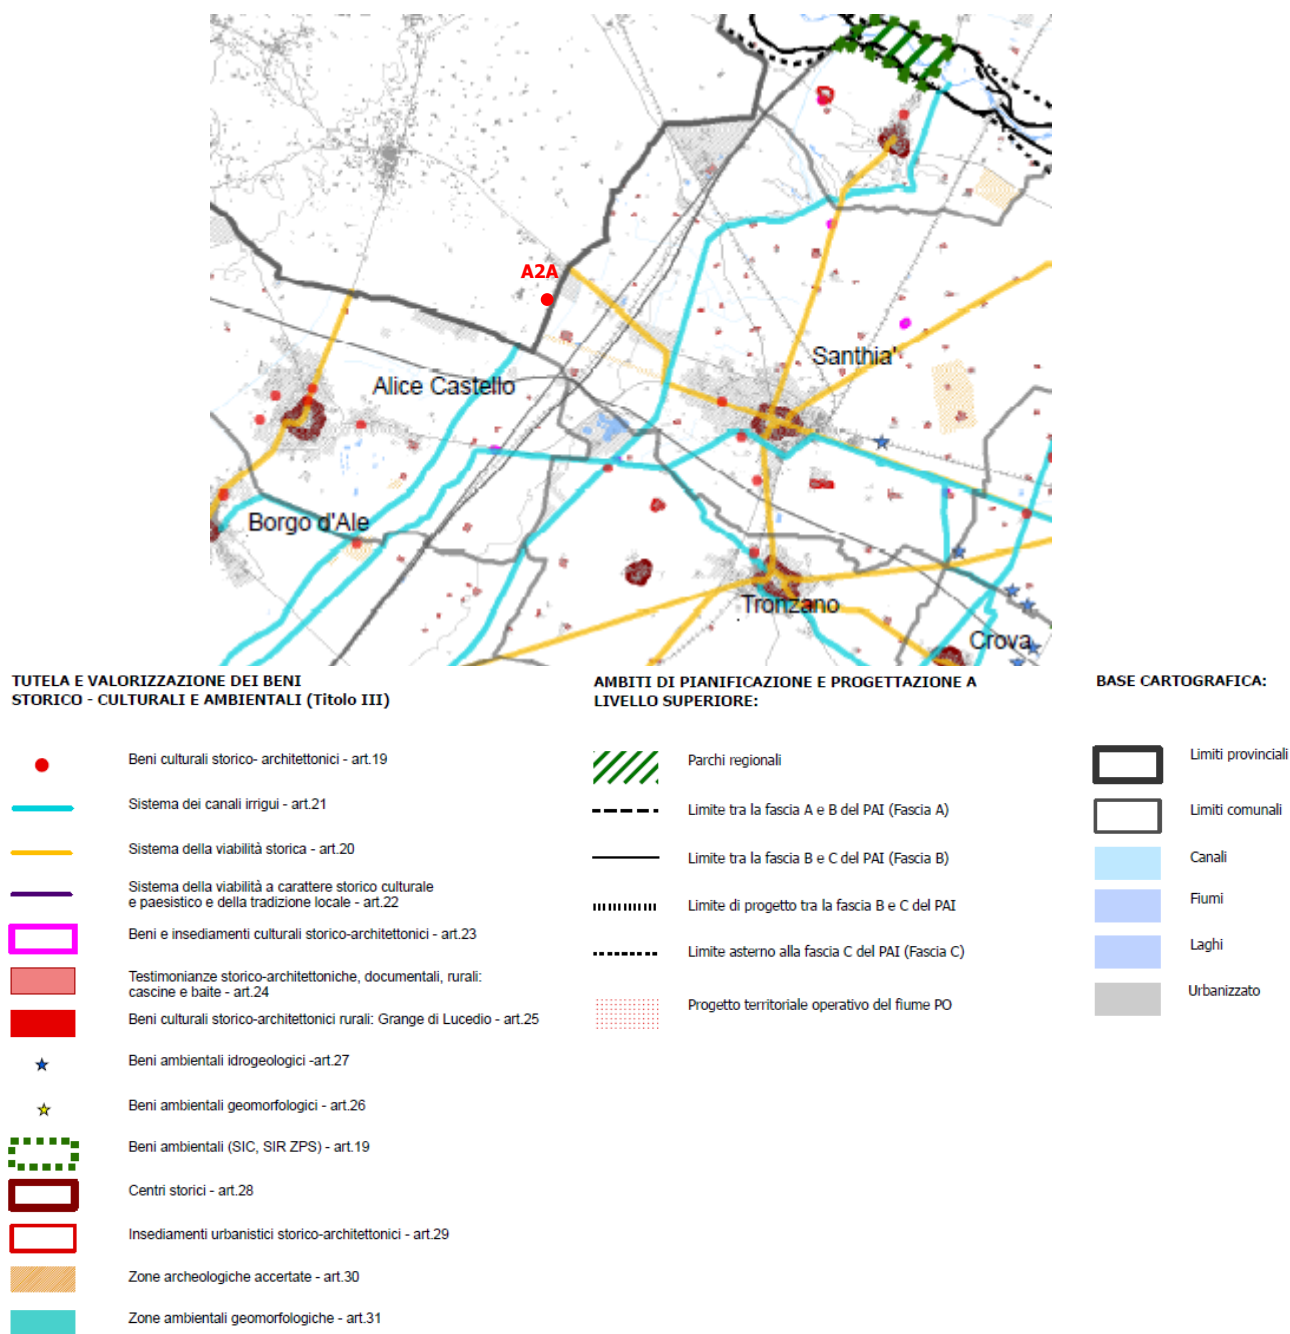 A2A
Santhia'
Alice Castello
Borgo d'Ale
Tronzano
Crova
TUTELA E VALORIZZAZIONE DEI BENI
STORICO - CULTURALI E AMBIENTALI (Titolo III)
Beni culturali storico- architettonici - art.19
Sistema dei canali irrigui - art.21
Sistema della viabilità storica - art.20
Sistema della viabilità a carattere storico culturale
e paesistico e della tradizione locale - art.22
Beni e insediamenti culturali storico-architettonici - art.23
Testimonianze storico-architettoniche, documentali, rurali:
cascine e baite - art.24
Beni culturali storico-architettonici rurali: Grange di Lucedio - art.25
Beni ambientali idrogeologici -art.27
Beni ambientali geomorfologici - art.26
Beni ambientali (SIC, SIR ZPS) - art.19
Centri storici - art.28
Insediamenti urbanistici storico-architettonici - art.29
Zone archeologiche accertate - art.30
Zone ambientali geomorfologiche - art.31
AMBITI DI PIANIFICAZIONE E PROGETTAZIONE A
LIVELLO SUPERIORE:
Parchi regionali
Limite tra la fascia A e B del PAI (Fascia A)
Limite tra la fascia B e C del PAI (Fascia B)
Limite di progetto tra la fascia B e C del PAI
Limite asterno alla fascia C del PAI (Fascia C)
Progetto territoriale operativo del fiume PO
BASE CARTOGRAFICA:
Limiti provinciali
Limiti comunali
Canali
Fiumi
Laghi
Urbanizzato